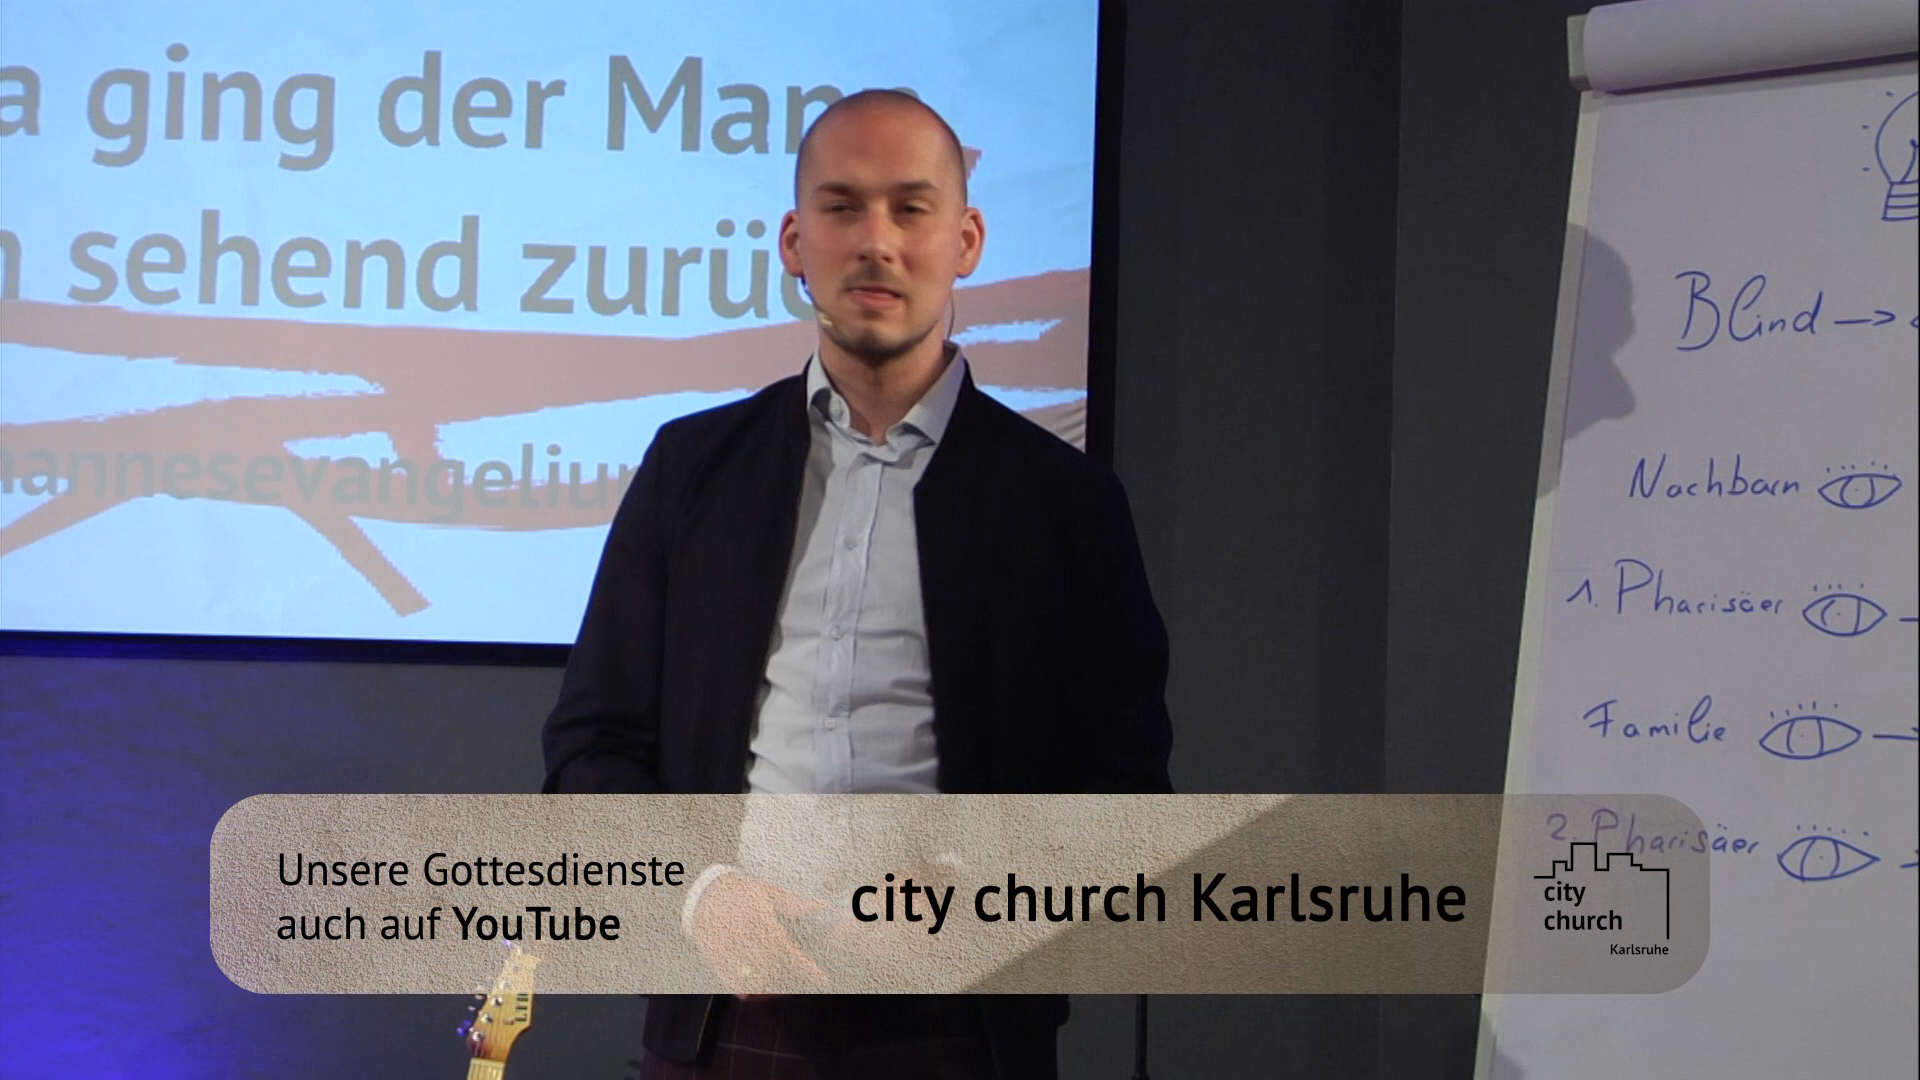 a ging der Mann
sehend zurück
annesevangelium
Blind →
Nachbarn
1. Pharisäer
Familie
2. Pharisäer
Unsere Gottesdienste
auch auf YouTube
city church Karlsruhe
city
church
Karlsruhe